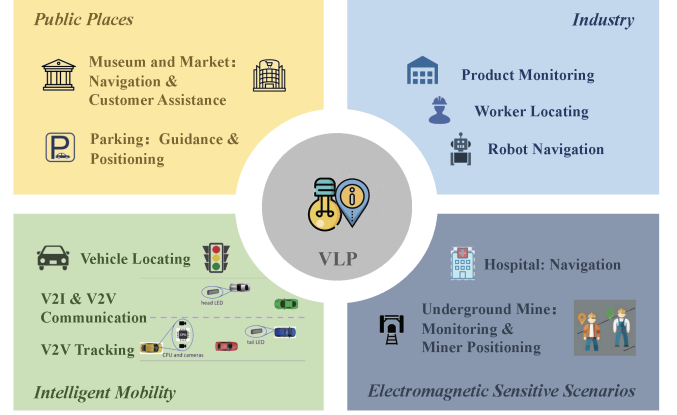 Public Places
Museum and Market：
Navigation &
Customer Assistance
P
Parking：Guidance &
Positioning
Industry
Product Monitoring
Worker Locating
Robot Navigation
VLP
Vehicle Locating
V2I & V2V
Communication
V2V Tracking
head LED
tail LED
CPU and cameras
Intelligent Mobility
Hospital: Navigation
Underground Mine：
Monitoring &
Miner Positioning
Electromagnetic Sensitive Scenarios